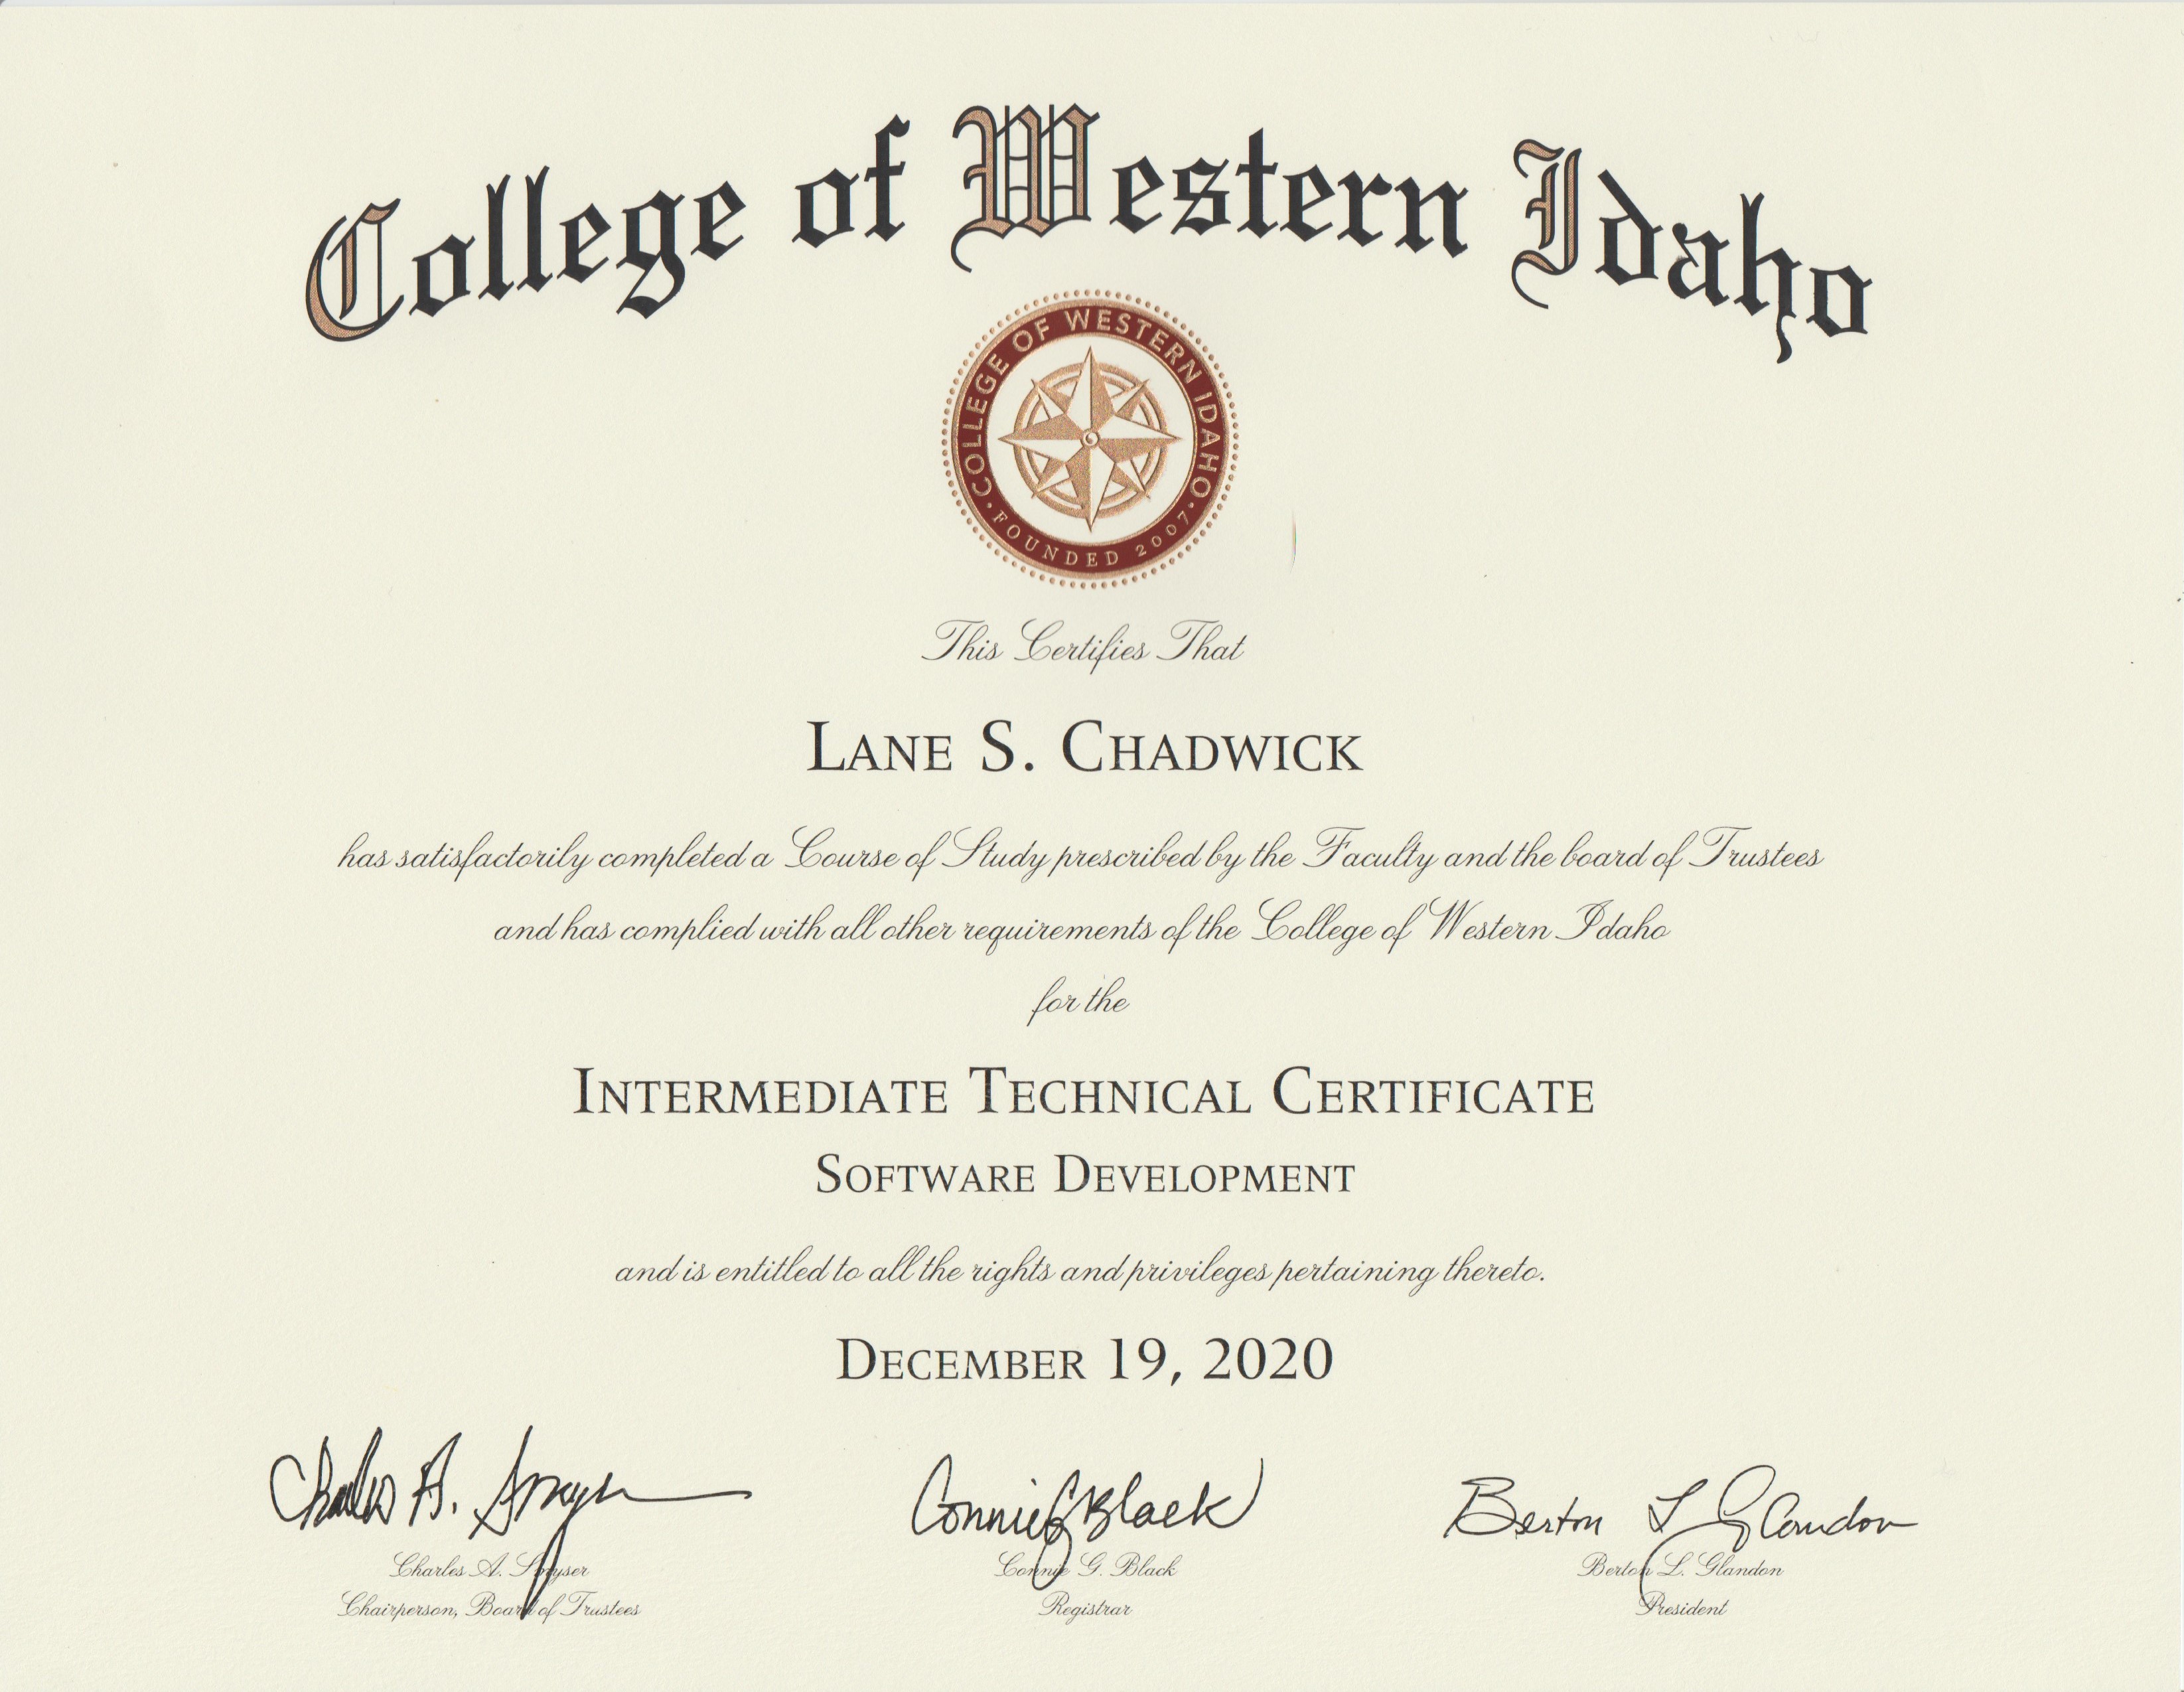 College of Western Idaho
COLLEGE OF WESTERN IDAHO
· FOUNDED 2007 ·
This Certifies That
LANE S. CHADWICK
has satisfactorily completed a Course of Study prescribed by the Faculty and the board of Trustees
and has complied with all other requirements of the College of Western Idaho
for the
INTERMEDIATE TECHNICAL CERTIFICATE
SOFTWARE DEVELOPMENT
and is entitled to all the rights and privileges pertaining thereto.
DECEMBER 19, 2020
Charles A. Connie G Black Berton L Glandon
Charles A. Connie G. Black Berton L. Glandon
Chairperson, Board of Trustees Registrar President